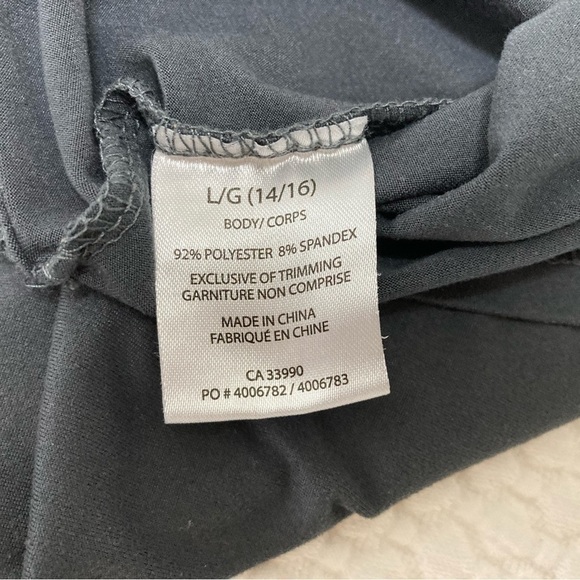 L/G (14/16)
BODY/ CORPS
92% POLYESTER 8% SPANDEX
EXCLUSIVE OF TRIMMING
GARNITURE NON COMPRISE
MADE IN CHINA
FABRIQUÉ EN CHINE
CA 33990
PO # 4006782 / 4006783